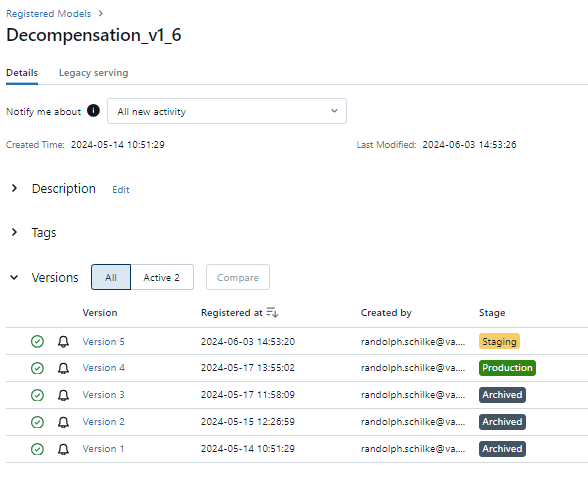 Registered Models >
Decompensation_v1_6
Details Legacy serving
Notify me about i All new activity
Created Time: 2024-05-14 10:51:29 Last Modified: 2024-06-03 14:53:26
Description Edit
Tags
Versions All Active 2 Compare
Version Registered at Created by Stage
Version 5 2024-06-03 14:53:20 randolph.schilke@va.... Staging
Version 4 2024-05-17 13:55:02 randolph.schilke@va.... Production
Version 3 2024-05-17 11:58:09 randolph.schilke@va.... Archived
Version 2 2024-05-15 12:26:59 randolph.schilke@va.... Archived
Version 1 2024-05-14 10:51:29 randolph.schilke@va.... Archived